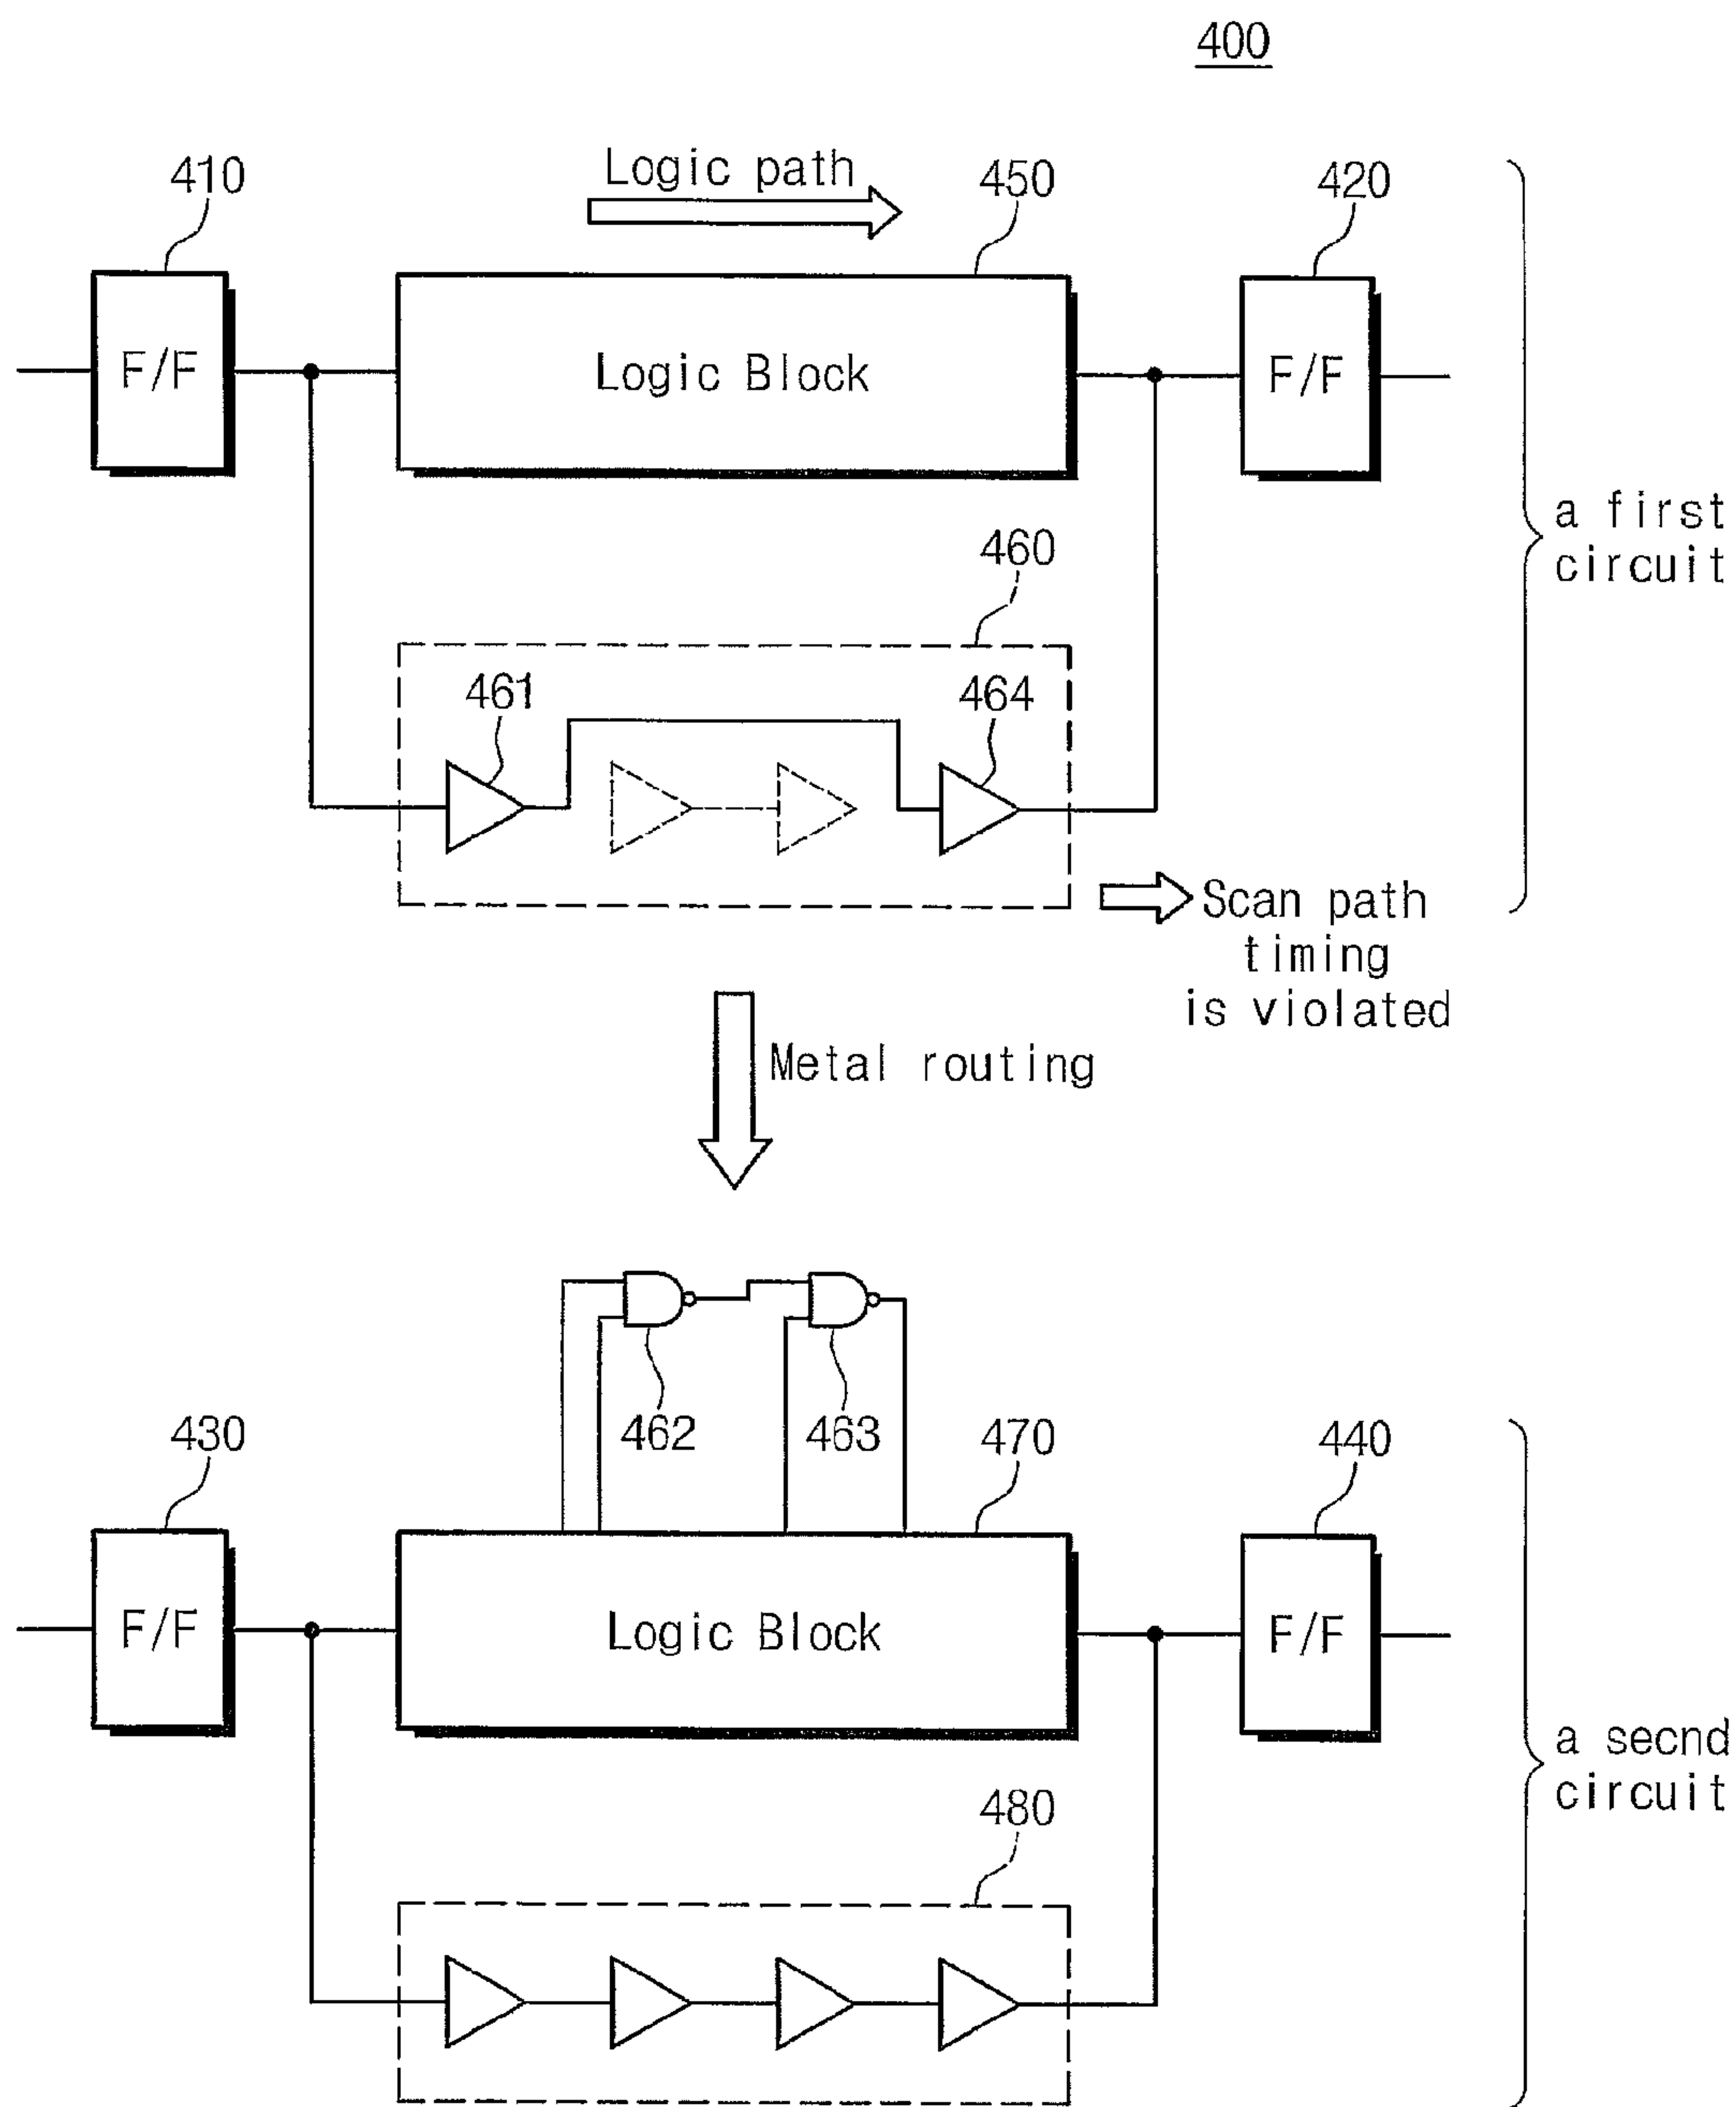 400
410
Logic path
450
420
F/F
Logic Block
F/F
a first
circuit
460
461
464
Scan path
timing
is violated
Metal routing
462
463
430
470
440
F/F
Logic Block
F/F
a secnd
circuit
480